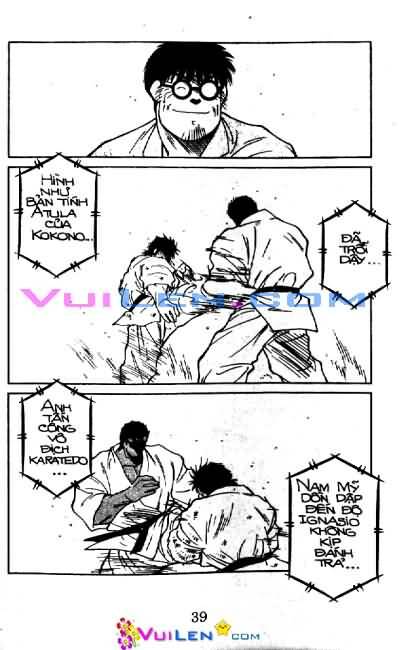 HÌNH
NHƯ
BẢN TÍNH
ATULA
CỦA
KOKONO...
ĐÃ
TRỖI
DẬY...
VUILEN.COM
ANH
TẤN
CÔNG
VÔ
ĐỊCH
KARATEDO
...
NAM MỸ
DỒN DẬP
ĐẾN ĐỘ
IGNASIO
KHÔNG
KỊP
ĐÁNH
TRẢ...
39
VUILEN.COM